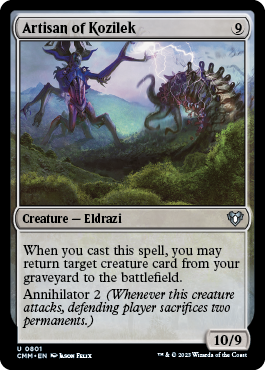 Artisan of Kozilek 9
Creature — Eldrazi
When you cast this spell, you may
return target creature card from your
graveyard to the battlefield.
Annihilator 2 (Whenever this creature
attacks, defending player sacrifices two
permanents.)
10/9
U 0801
CMM • EN Jason Felix
™ & © 2023 Wizards of the Coast